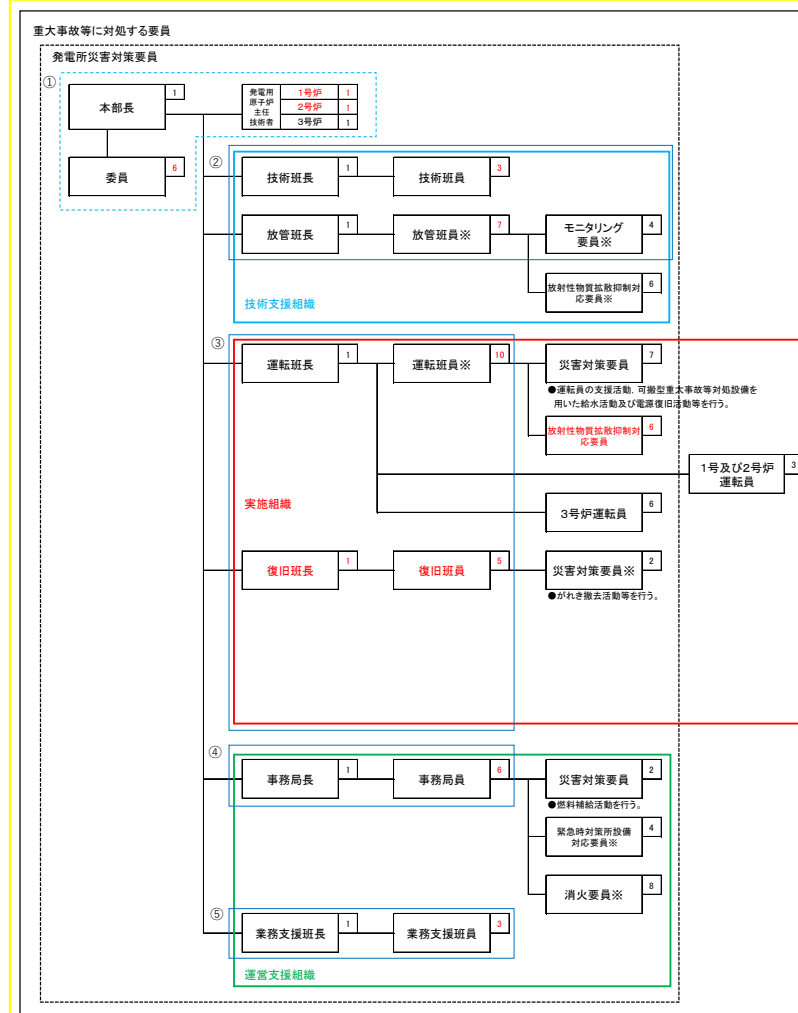 重大事故等に対処する要員
発電所災害対策要員
①
本部長
1
発電用
原子炉
主任
技術者
1号炉
1
2号炉
1
3号炉
1
委員
6
②
技術班長
1
技術班員
3
放管班長
1
放管班員※
7
モニタリング
要員※
4
放射性物質拡散抑制対
応要員※
6
技術支援組織
③
運転班長
1
運転班員※
10
災害対策要員
7
●運転員の支援活動，可搬型重大事故等対処設備を
用いた給水活動及び電源復旧活動等を行う。
放射性物質拡散抑制対
応要員
6
1号及び2号炉
運転員
3
実施組織
3号炉運転員
6
復旧班長
1
復旧班員
5
災害対策要員※
2
●がれき撤去活動等を行う。
④
事務局長
1
事務局員
6
災害対策要員
2
●燃料補給活動を行う。
緊急時対策所設備
対応要員※
4
消火要員※
8
⑤
業務支援班長
1
業務支援班員
3
運営支援組織